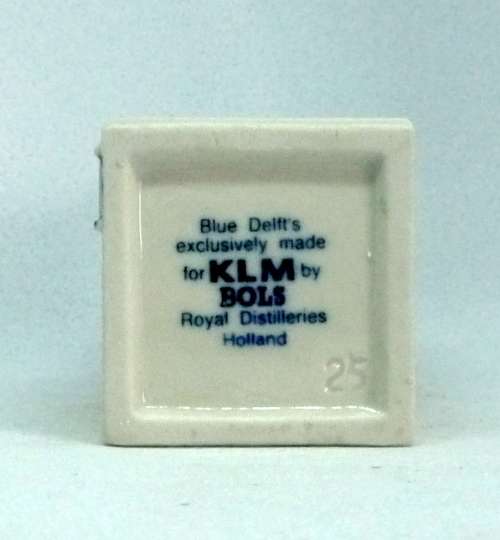 Blue Delft's
exclusively made
for KLM by
BOLS
Royal Distilleries
Holland
25